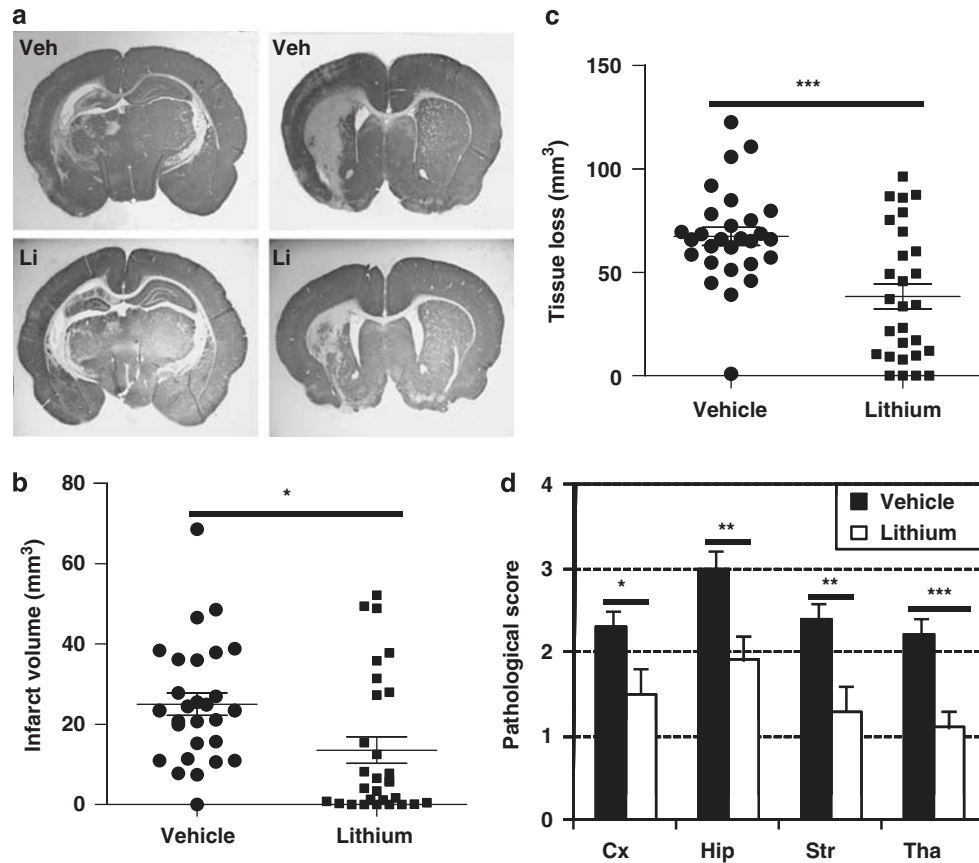 a
Veh
Veh
Li
Li
b
Infarct volume (mm³)
80
60
40
20
0
*
Vehicle
Lithium
c
Tissue loss (mm³)
150
100
50
0
***
Vehicle
Lithium
d
Pathological score
4
3
2
1
0
Vehicle
Lithium
*
**
**
***
Cx
Hip
Str
Tha